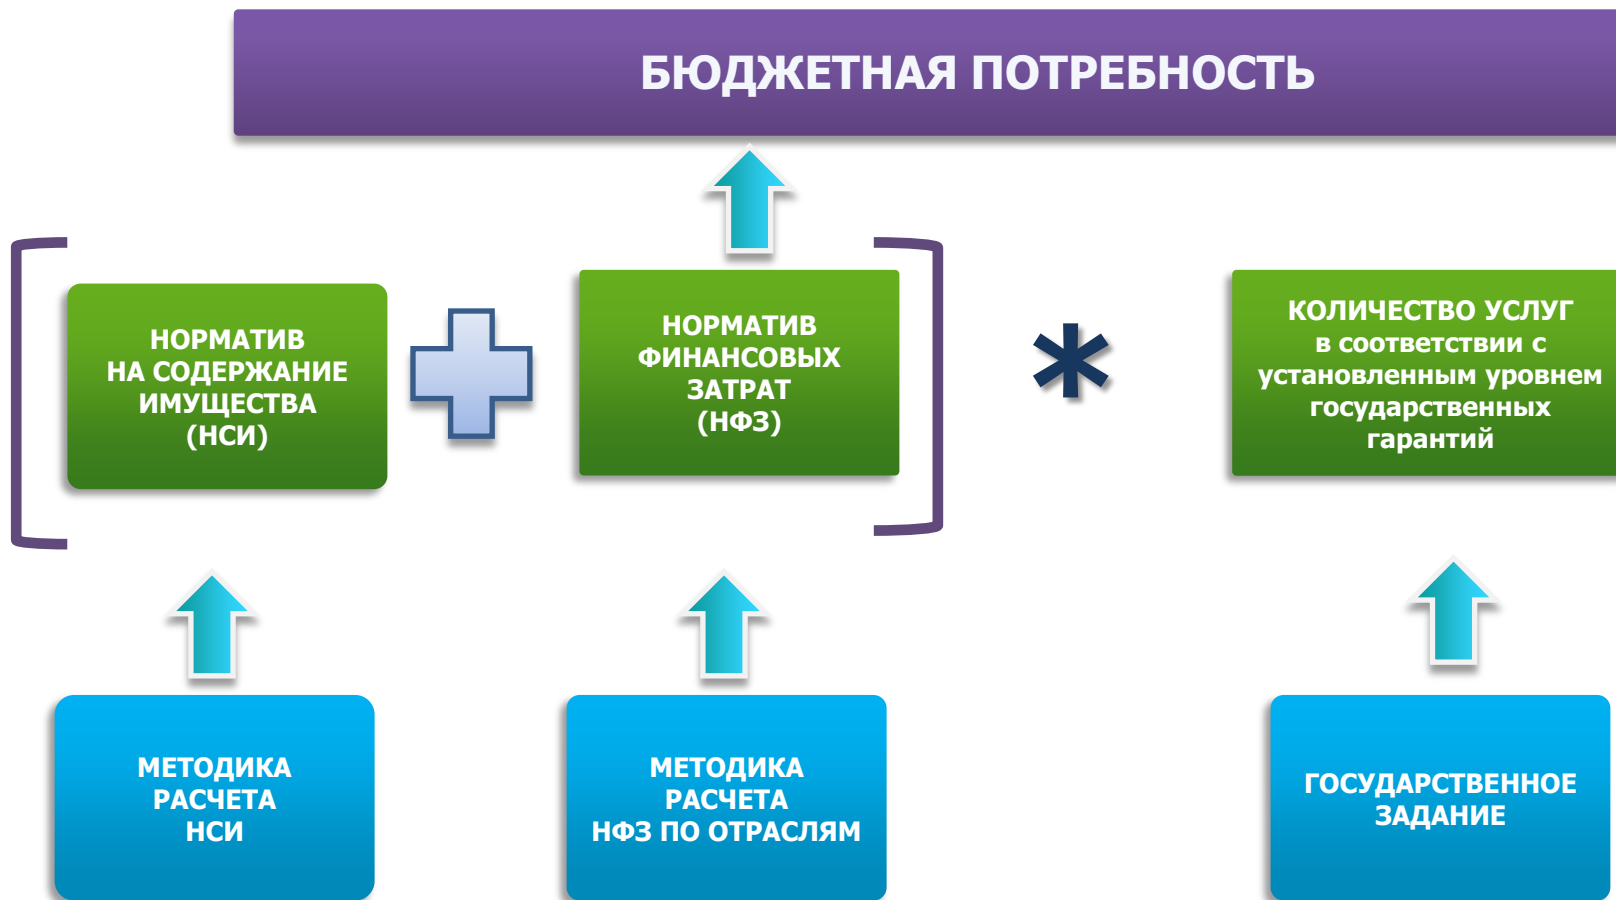 БЮДЖЕТНАЯ ПОТРЕБНОСТЬ
НОРМАТИВ
НА СОДЕРЖАНИЕ
ИМУЩЕСТВА
(НСИ)
НОРМАТИВ
ФИНАНСОВЫХ
ЗАТРАТ
(НФЗ)
*
КОЛИЧЕСТВО УСЛУГ
в соответствии с
установленным уровнем
государственных
гарантий
МЕТОДИКА
РАСЧЕТА
НСИ
МЕТОДИКА
РАСЧЕТА
НФЗ ПО ОТРАСЛЯМ
ГОСУДАРСТВЕННОЕ
ЗАДАНИЕ